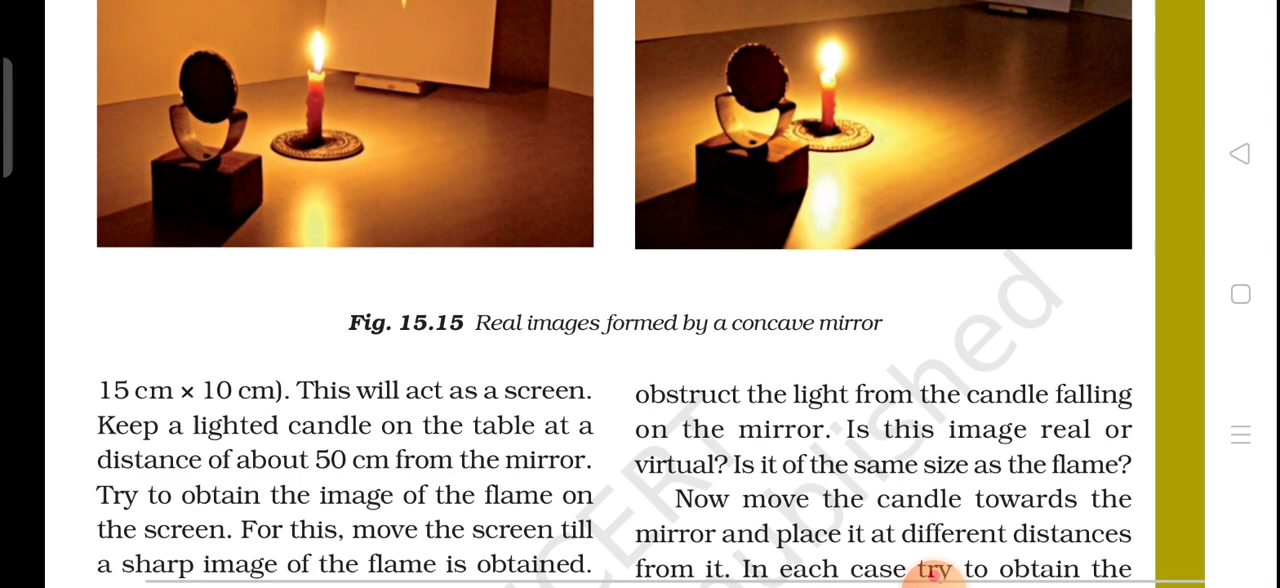 Fig. 15.15 Real images formed by a concave mirror
15 cm × 10 cm). This will act as a screen.
Keep a lighted candle on the table at a
distance of about 50 cm from the mirror.
Try to obtain the image of the flame on
the screen. For this, move the screen till
a sharp image of the flame is obtained.
obstruct the light from the candle falling
on the mirror. Is this image real or
virtual? Is it of the same size as the flame?
Now move the candle towards the
mirror and place it at different distances
from it. In each case try to obtain the
CERT
published